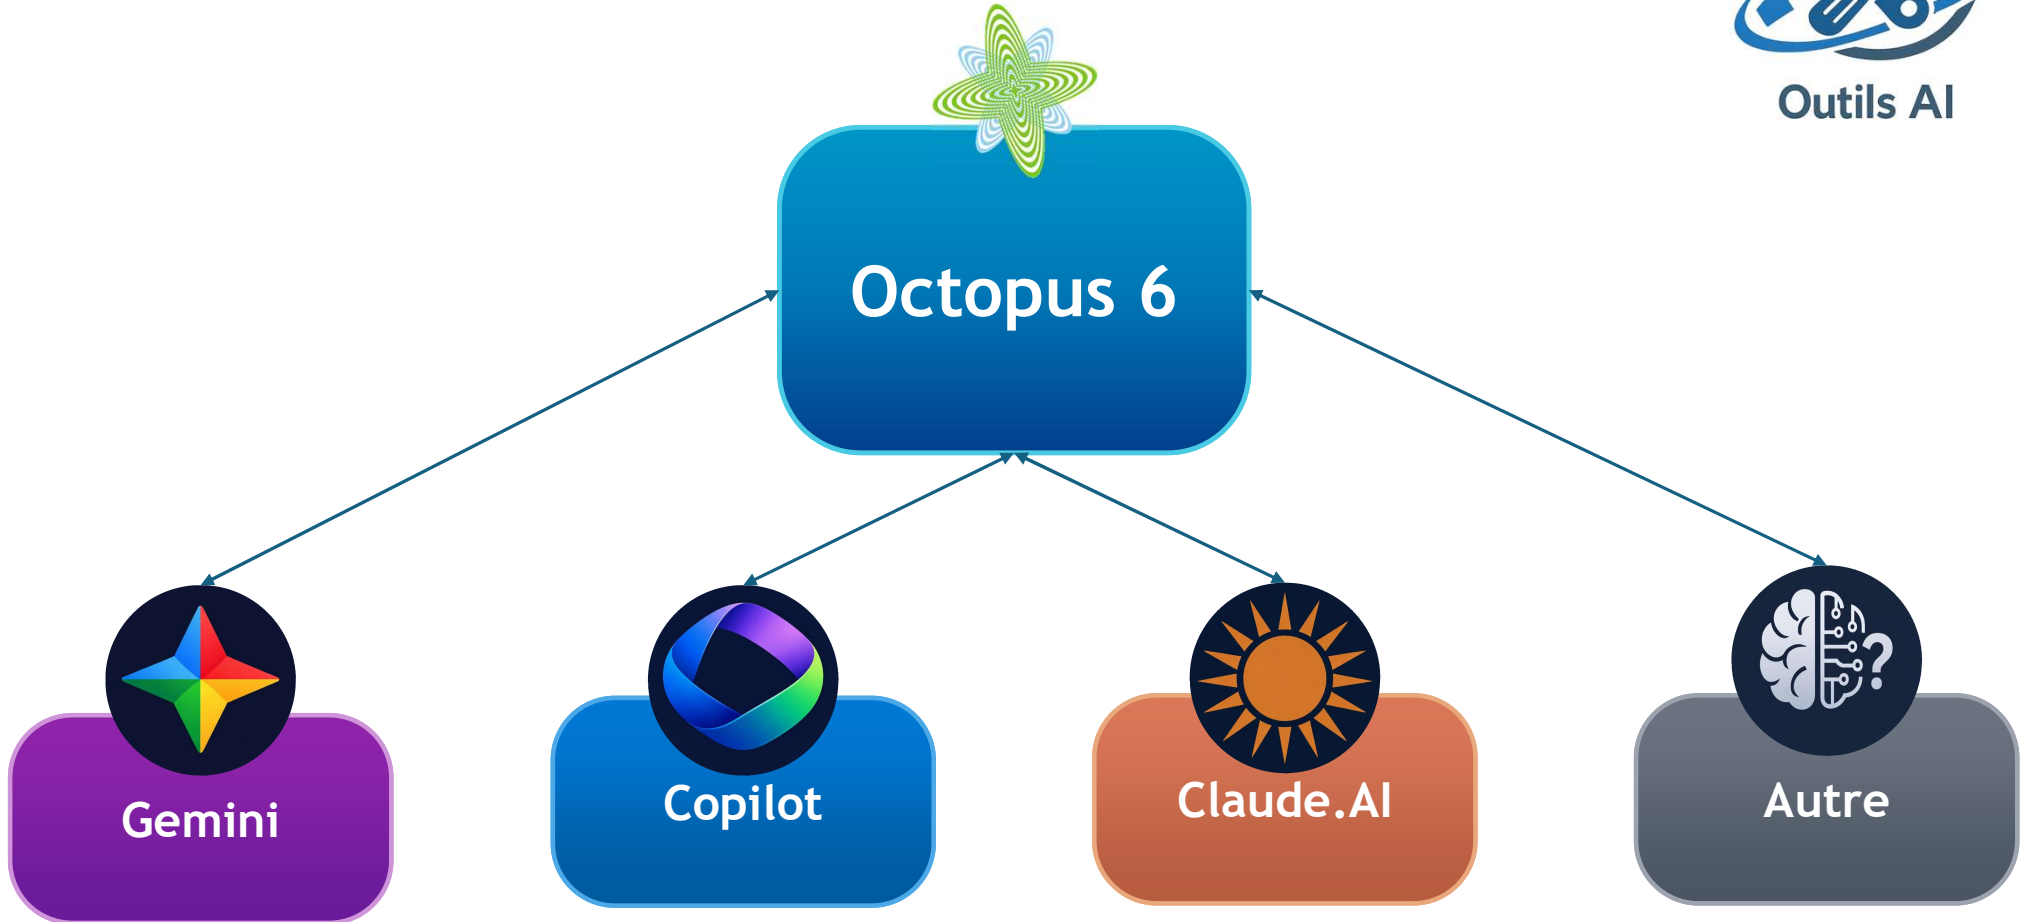 Outils AI
Octopus 6
Gemini
Copilot
Claude.AI
Autre
?